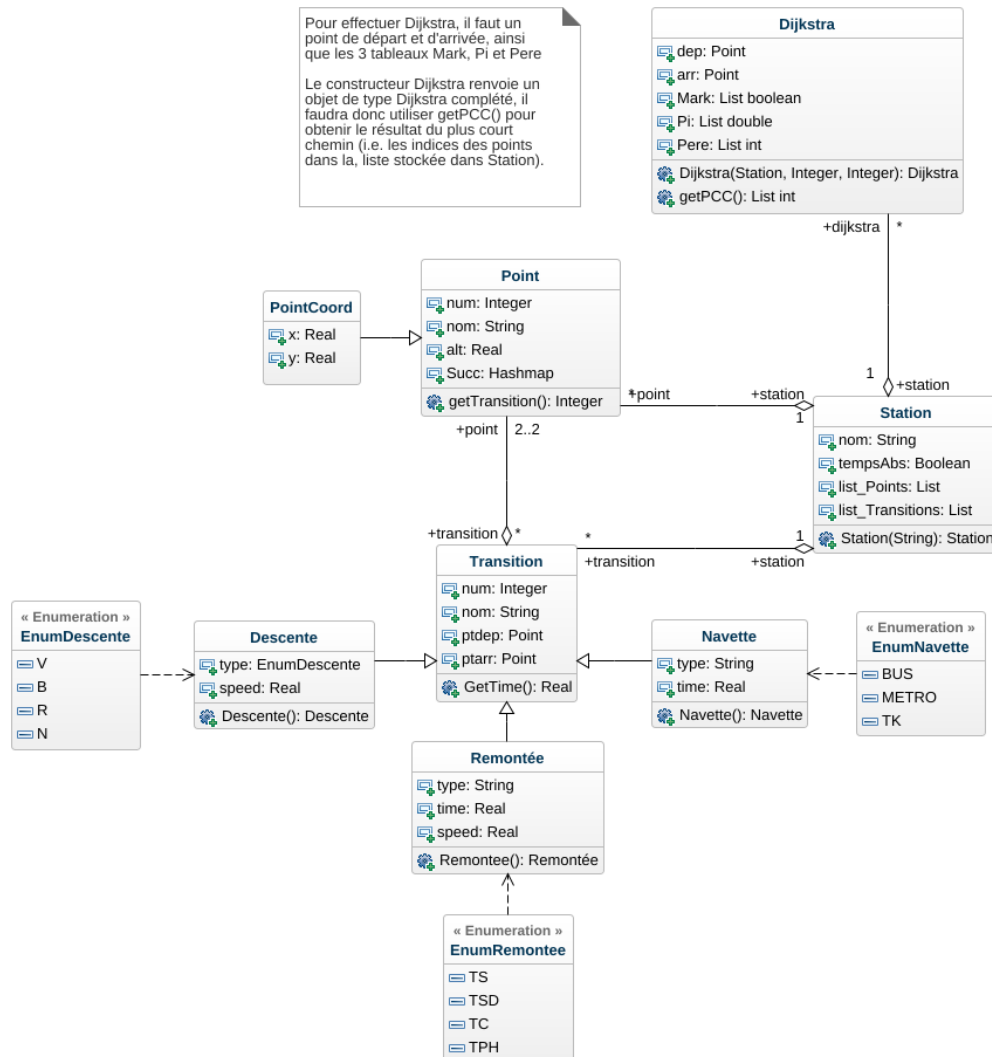 Pour effectuer Dijkstra, il faut un
point de départ et d'arrivée, ainsi
que les 3 tableaux Mark, Pi et Pere
Le constructeur Dijkstra renvoie un
objet de type Dijkstra complété, il
faudra donc utiliser getPCC() pour
obtenir le résultat du plus court
chemin (i.e. les indices des points
dans la, liste stockée dans Station).
Dijkstra
dep: Point
arr: Point
Mark: List boolean
Pi: List double
Pere: List int
Dijkstra(Station, Integer, Integer): Dijkstra
getPCC(): List int
+dijkstra *
Point
num: Integer
nom: String
alt: Real
Succ: Hashmap
getTransition(): Integer
PointCoord
x: Real
y: Real
1 +station
*
+point +station
1
+point 2..2
Station
nom: String
tempsAbs: Boolean
list_Points: List
list_Transitions: List
Station(String): Station
+transition *
* 1
+transition +station
Transition
num: Integer
nom: String
ptdep: Point
ptarr: Point
GetTime(): Real
« Enumeration »
EnumDescente
V
B
R
N
Descente
type: EnumDescente
speed: Real
Descente(): Descente
Navette
type: String
time: Real
Navette(): Navette
« Enumeration »
EnumNavette
BUS
METRO
TK
Remontée
type: String
time: Real
speed: Real
Remontee(): Remontée
« Enumeration »
EnumRemontee
TS
TSD
TC
TPH